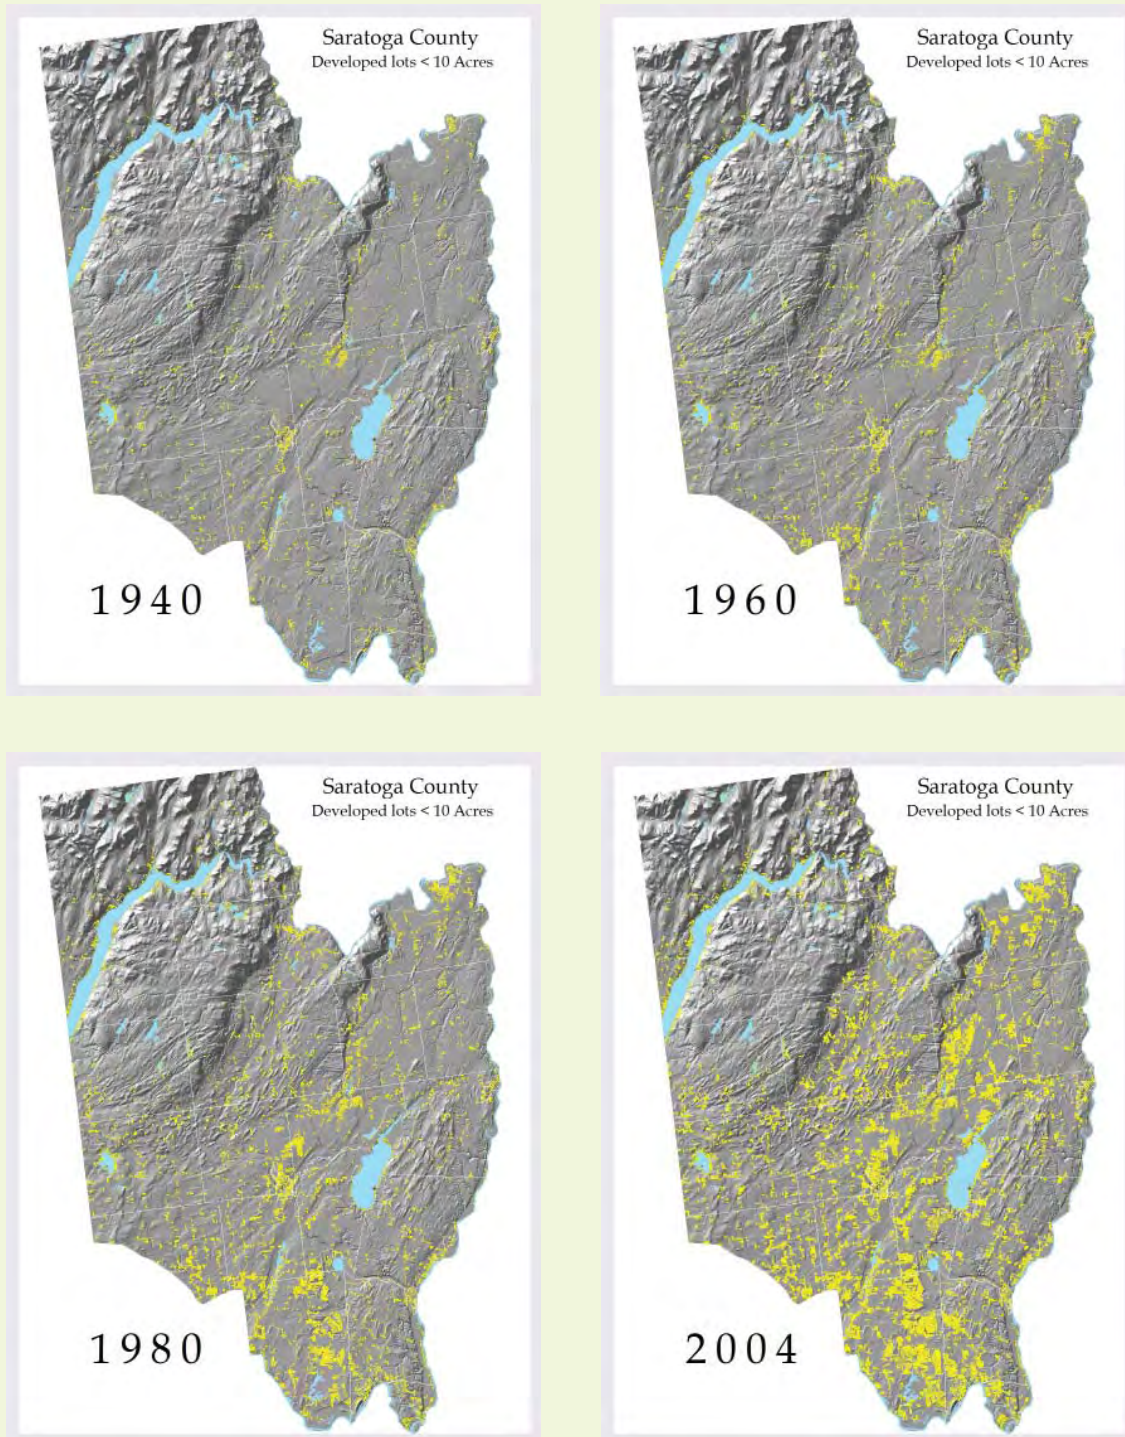 Saratoga County
Developed lots < 10 Acres
1940
Saratoga County
Developed lots < 10 Acres
1960
Saratoga County
Developed lots < 10 Acres
1980
Saratoga County
Developed lots < 10 Acres
2004